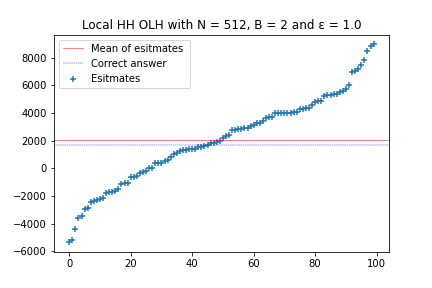 Local HH OLH with N = 512, B = 2 and ε = 1.0
Mean of esitmates
Correct answer
Esitmates
8000
6000
4000
2000
0
−2000
−4000
−6000
0 20 40 60 80 100